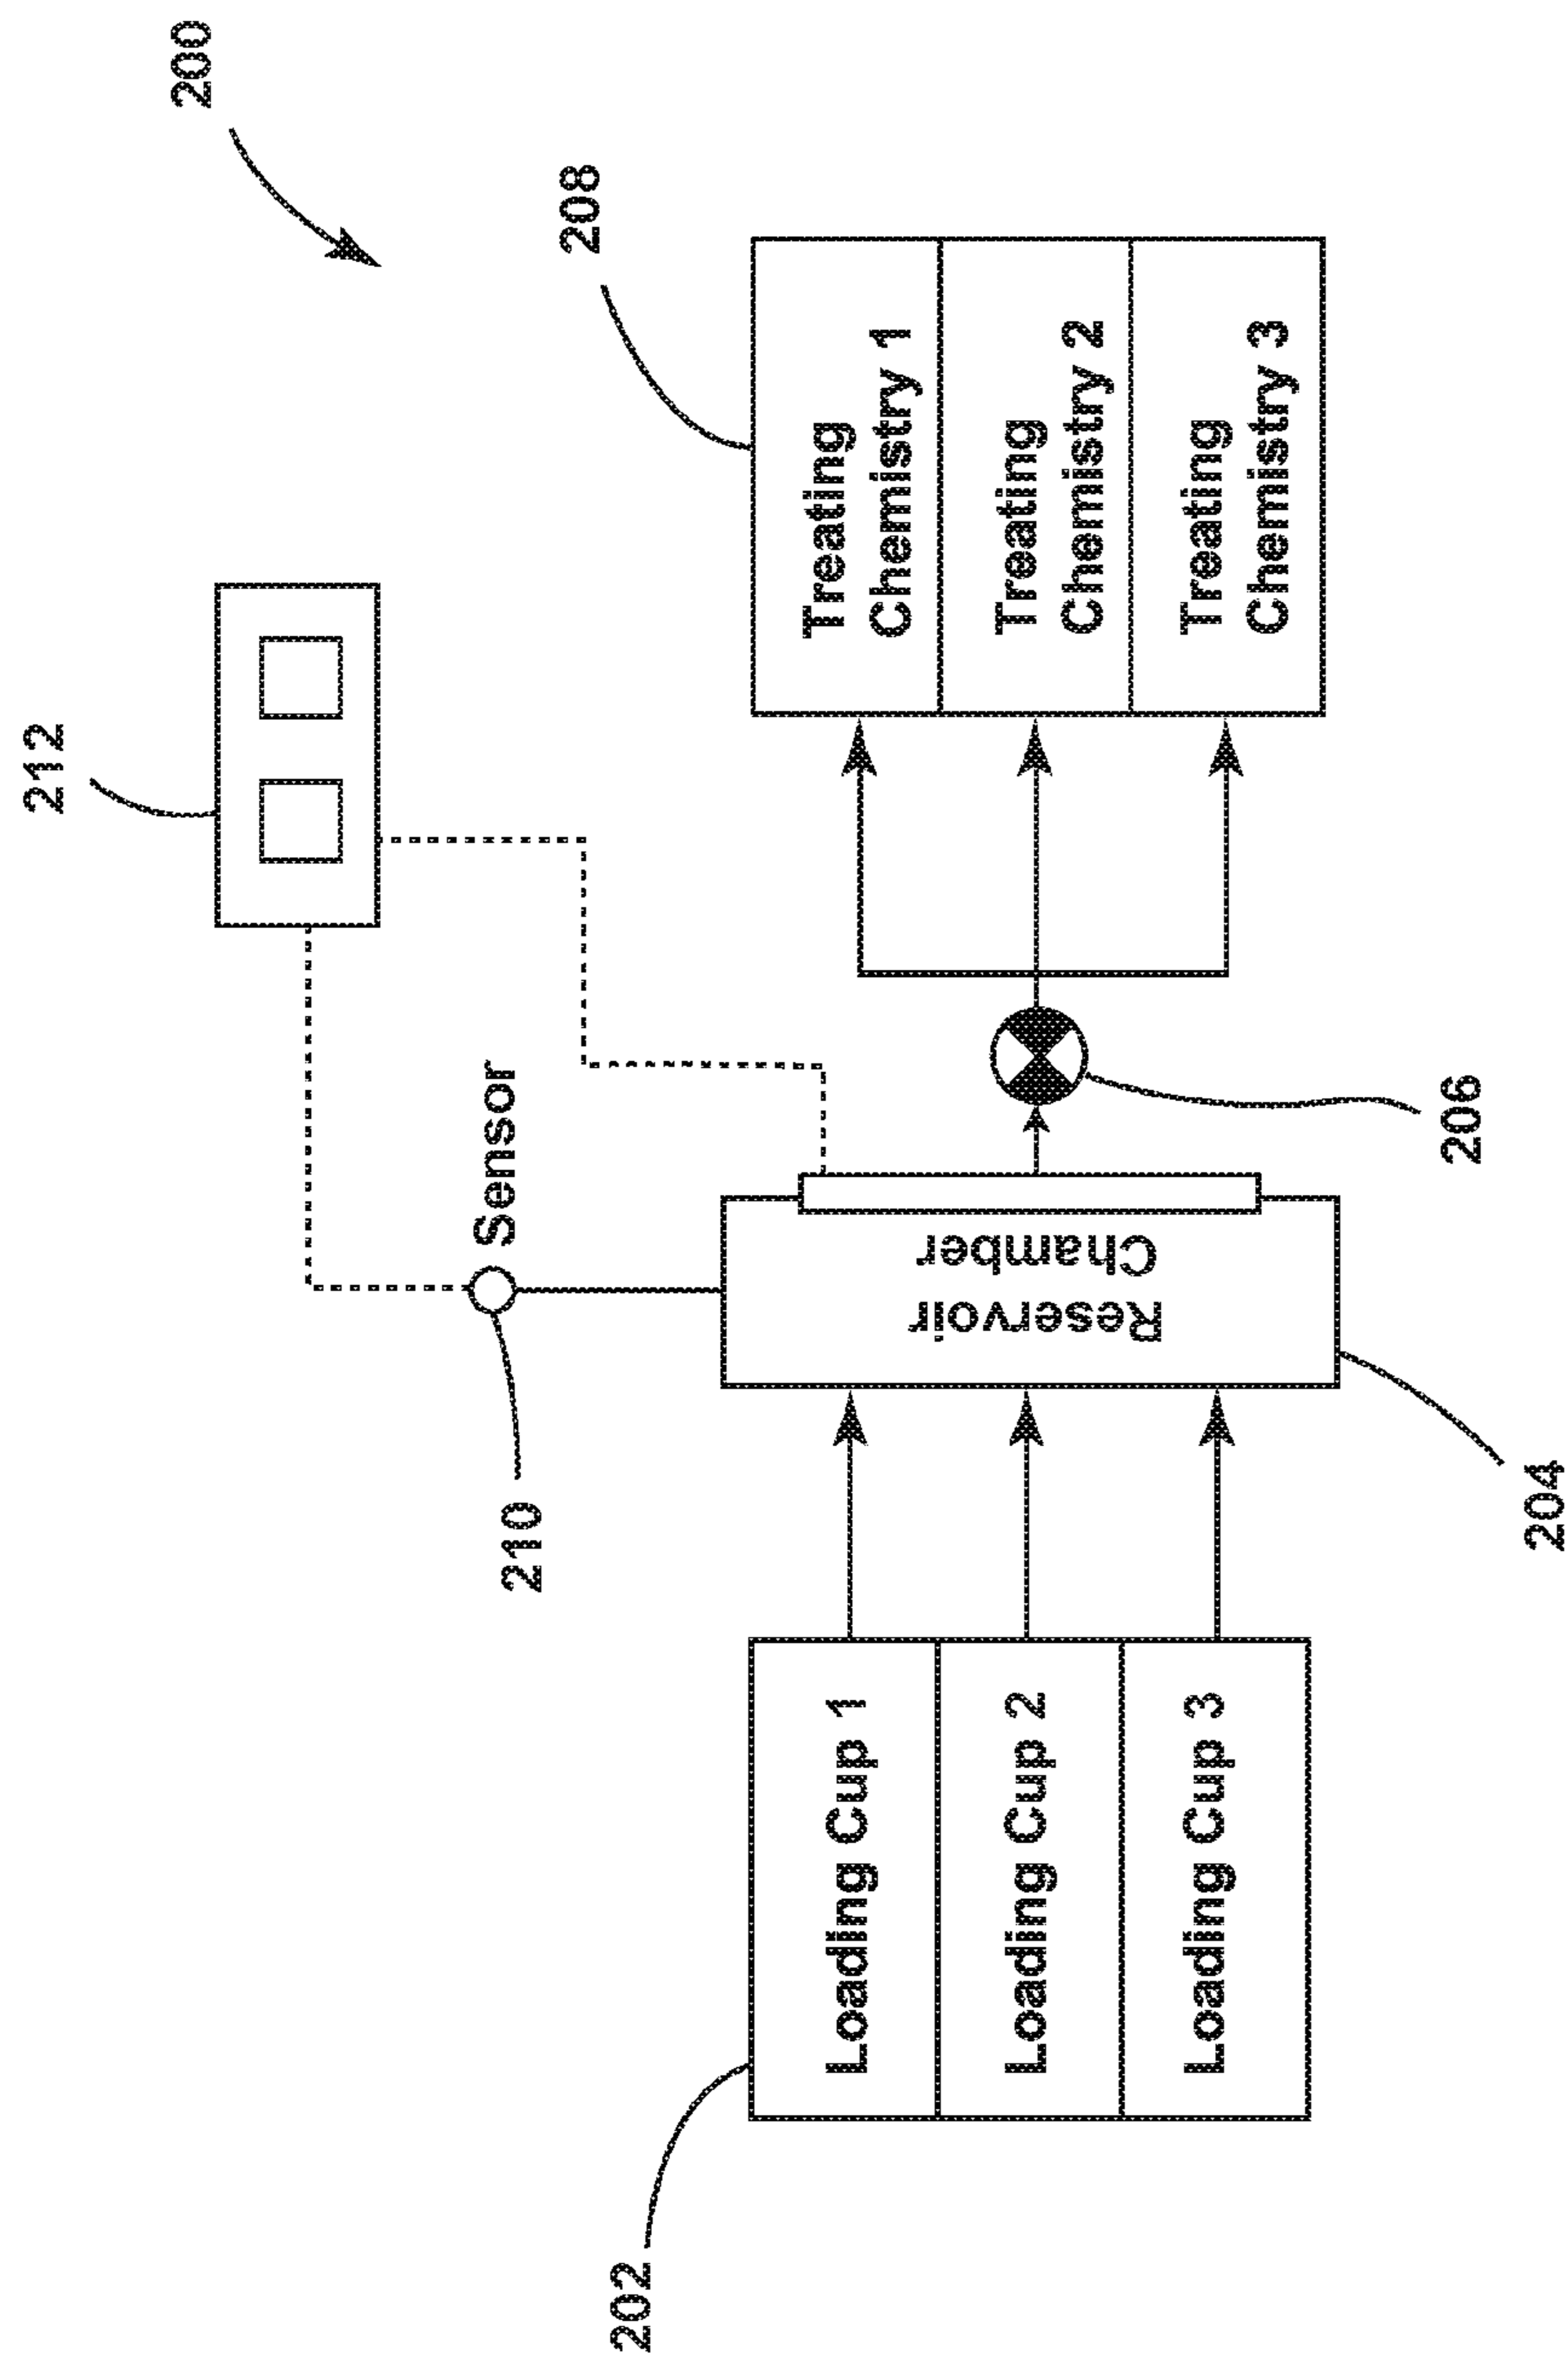 200
212
208
Sensor
210
Treating
Chemistry 1
Treating
Chemistry 2
Treating
Chemistry 3
Reservoir
Chamber
206
204
202
Loading Cup 1
Loading Cup 2
Loading Cup 3